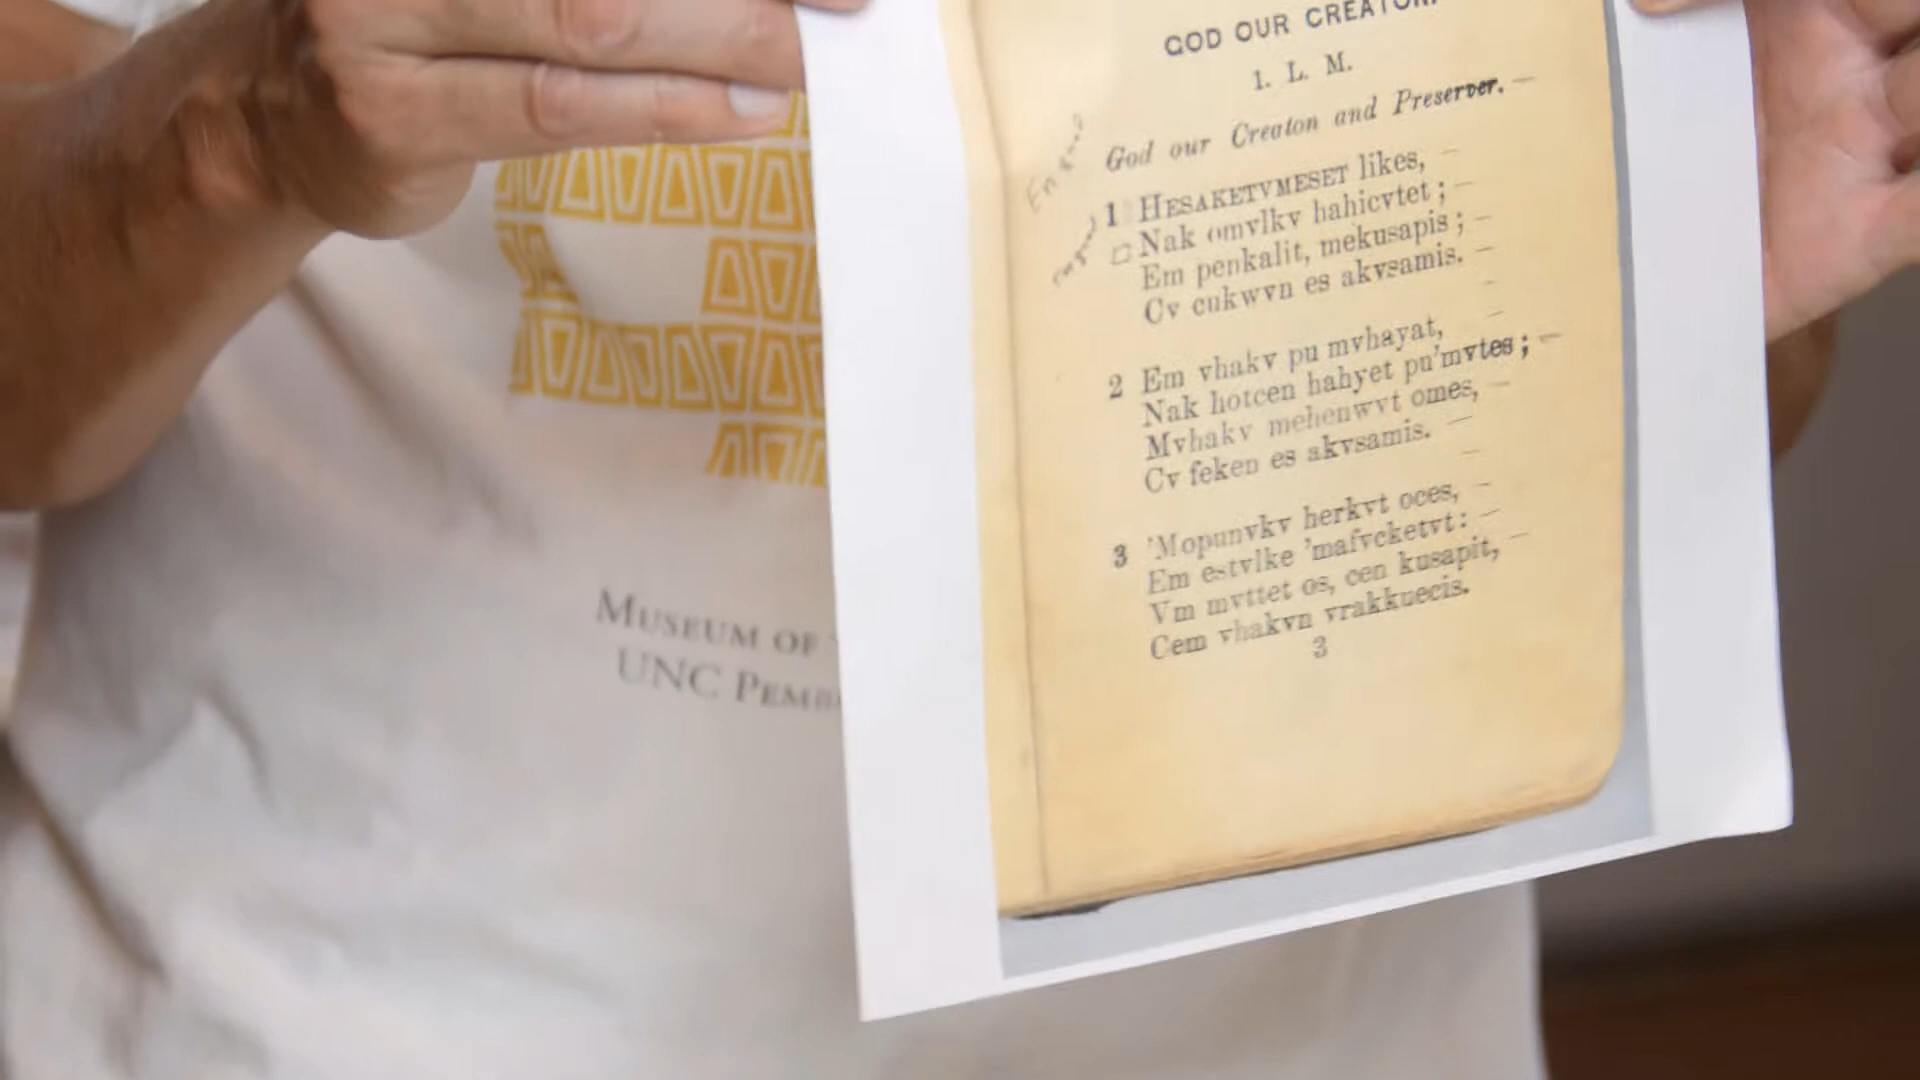 GOD OUR CREATOR.
1. L. M.
God our Creaton and Preserver.
1 HESAKETVMESET likes,
Nak omvlkv hahicvtet;
Em penkalit, mekusapis;
Cv cukwvn es akvsamis.
2 Em vhakv pu mvhayat,
Nak hotcen hahyet pu'mvtes;
Mvhakv mehenwvt omes,
Cv feken es akvsamis.
3 'Mopunvkv herkvt oces,
Em estvlke 'mafvcketvt:
Vm mvttet os, cen kusapit,
Cem vhakvn vrakkuecis.
3
MUSEUM OF
UNC PEMB